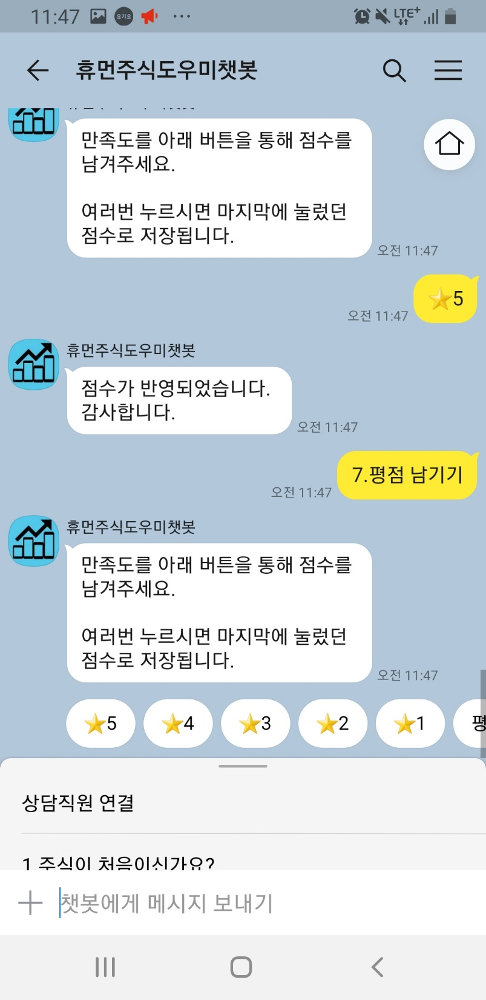 11:47
요기요
LTE+
휴먼주식도우미챗봇
만족도를 아래 버튼을 통해 점수를
남겨주세요.
여러번 누르시면 마지막에 눌렀던
점수로 저장됩니다.
오전 11:47
⭐5
오전 11:47
휴먼주식도우미챗봇
점수가 반영되었습니다.
감사합니다.
오전 11:47
7.평점 남기기
오전 11:47
휴먼주식도우미챗봇
만족도를 아래 버튼을 통해 점수를
남겨주세요.
여러번 누르시면 마지막에 눌렀던
점수로 저장됩니다.
오전 11:47
⭐5 ⭐4 ⭐3 ⭐2 ⭐1 평
상담직원 연결
1.주식이 처음이신가요?
챗봇에게 메시지 보내기